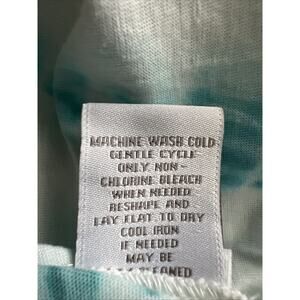 MACHINE WASH COLD
GENTLE CYCLE
ONLY NON-
CHLORINE BLEACH
WHEN NEEDED
RESHAPE AND
LAY FLAT TO DRY
COOL IRON
IF NEEDED
MAY BE
CLEANED